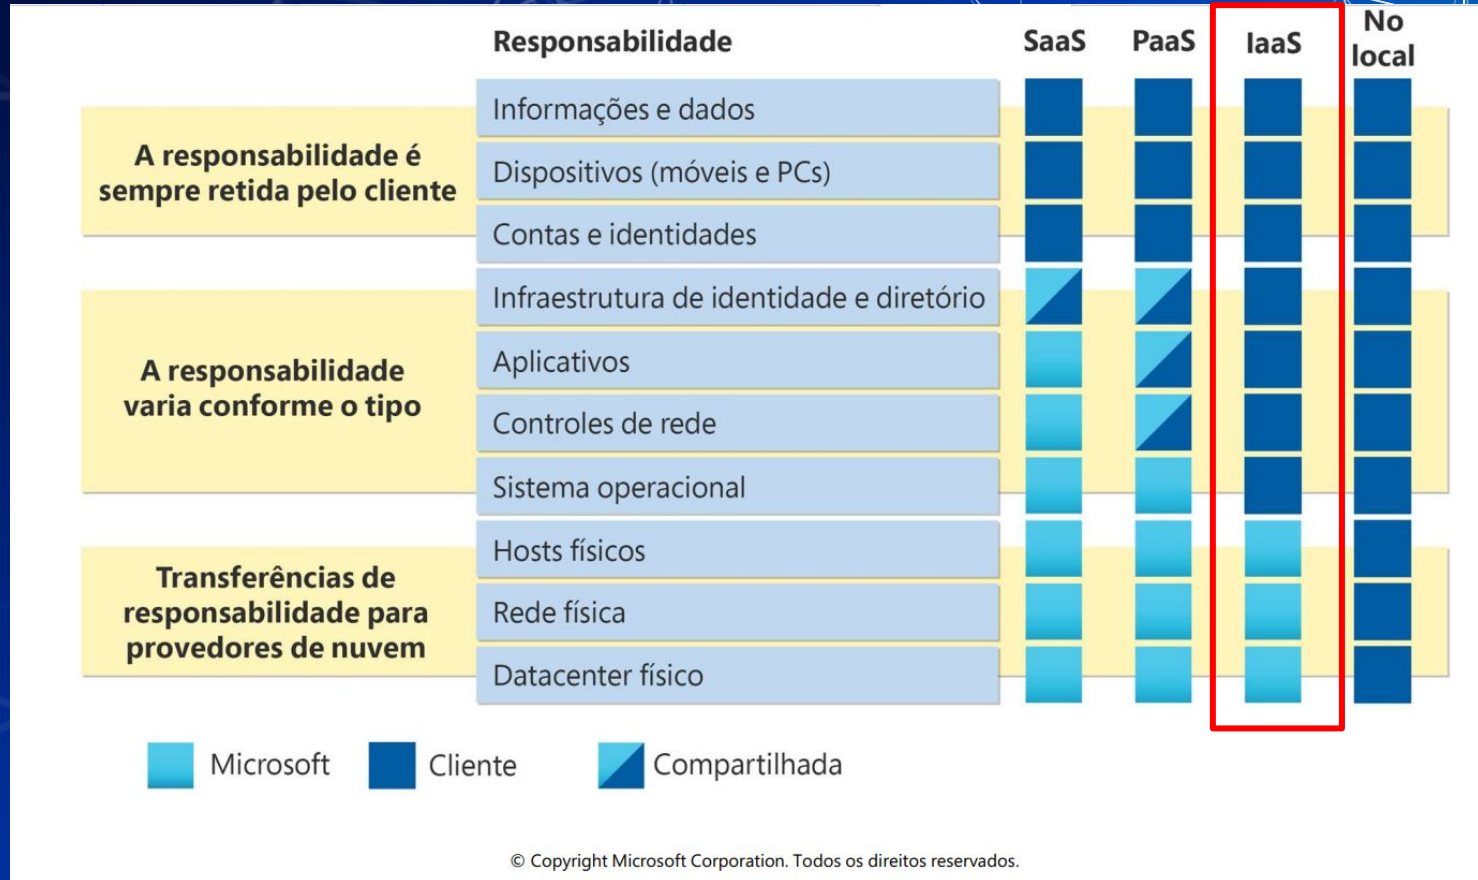 Responsabilidade SaaS PaaS IaaS No local
A responsabilidade é
sempre retida pelo cliente
Informações e dados
Dispositivos (móveis e PCs)
Contas e identidades
A responsabilidade
varia conforme o tipo
Infraestrutura de identidade e diretório
Aplicativos
Controles de rede
Sistema operacional
Transferências de
responsabilidade para
provedores de nuvem
Hosts físicos
Rede física
Datacenter físico
Microsoft Cliente Compartilhada
© Copyright Microsoft Corporation. Todos os direitos reservados.